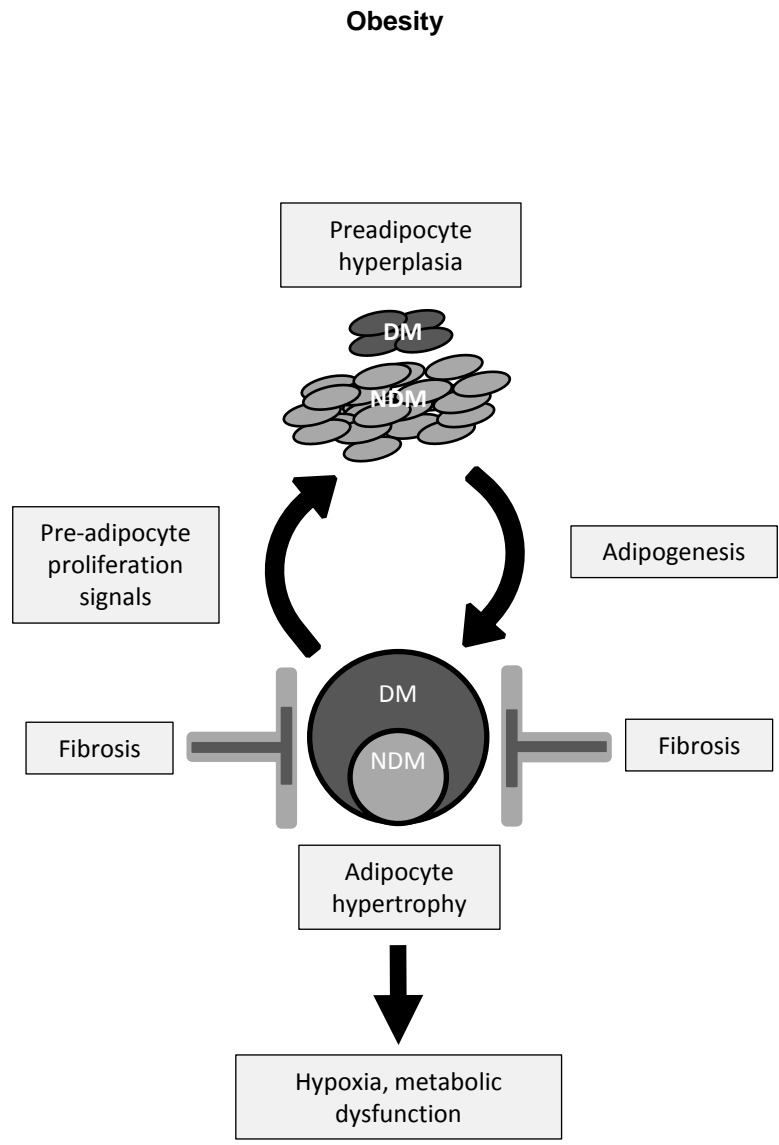 Obesity
Preadipocyte
hyperplasia
DM
NDM
Pre-adipocyte
proliferation
signals
Adipogenesis
DM
NDM
Fibrosis
Fibrosis
Adipocyte
hypertrophy
Hypoxia, metabolic
dysfunction